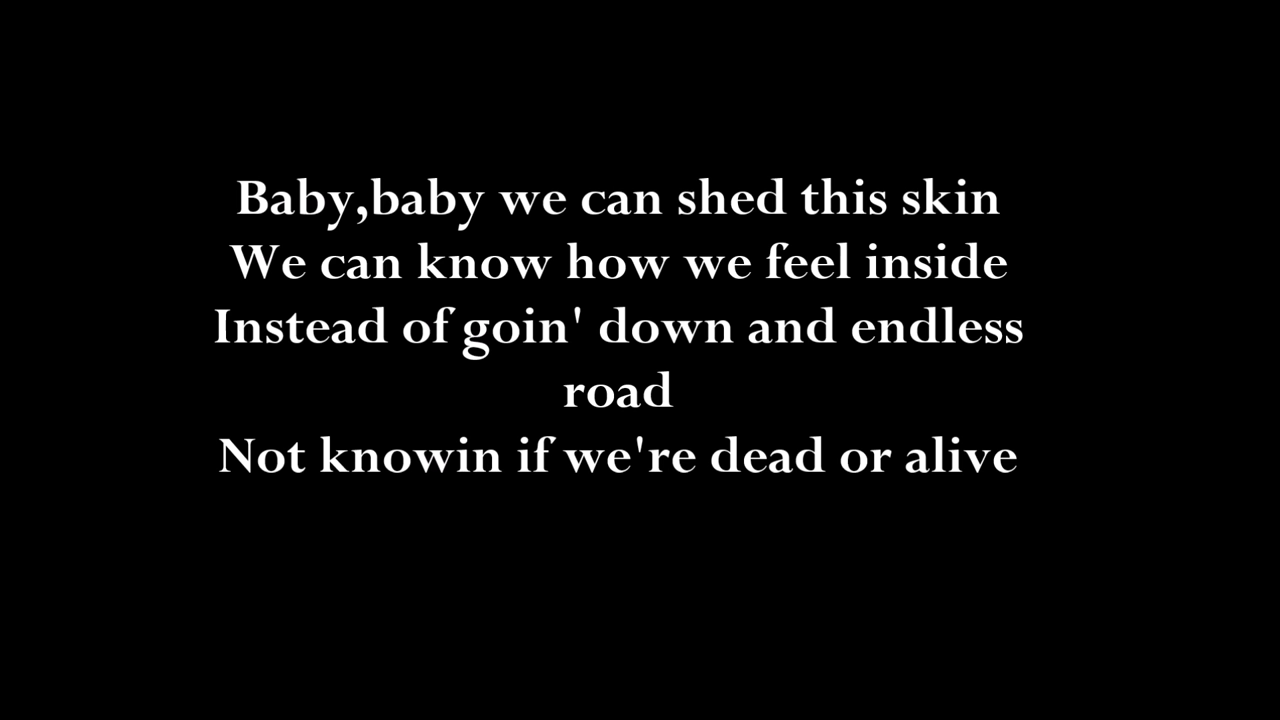 Baby,baby we can shed this skin
We can know how we feel inside
Instead of goin' down and endless
road
Not knowin if we're dead or alive